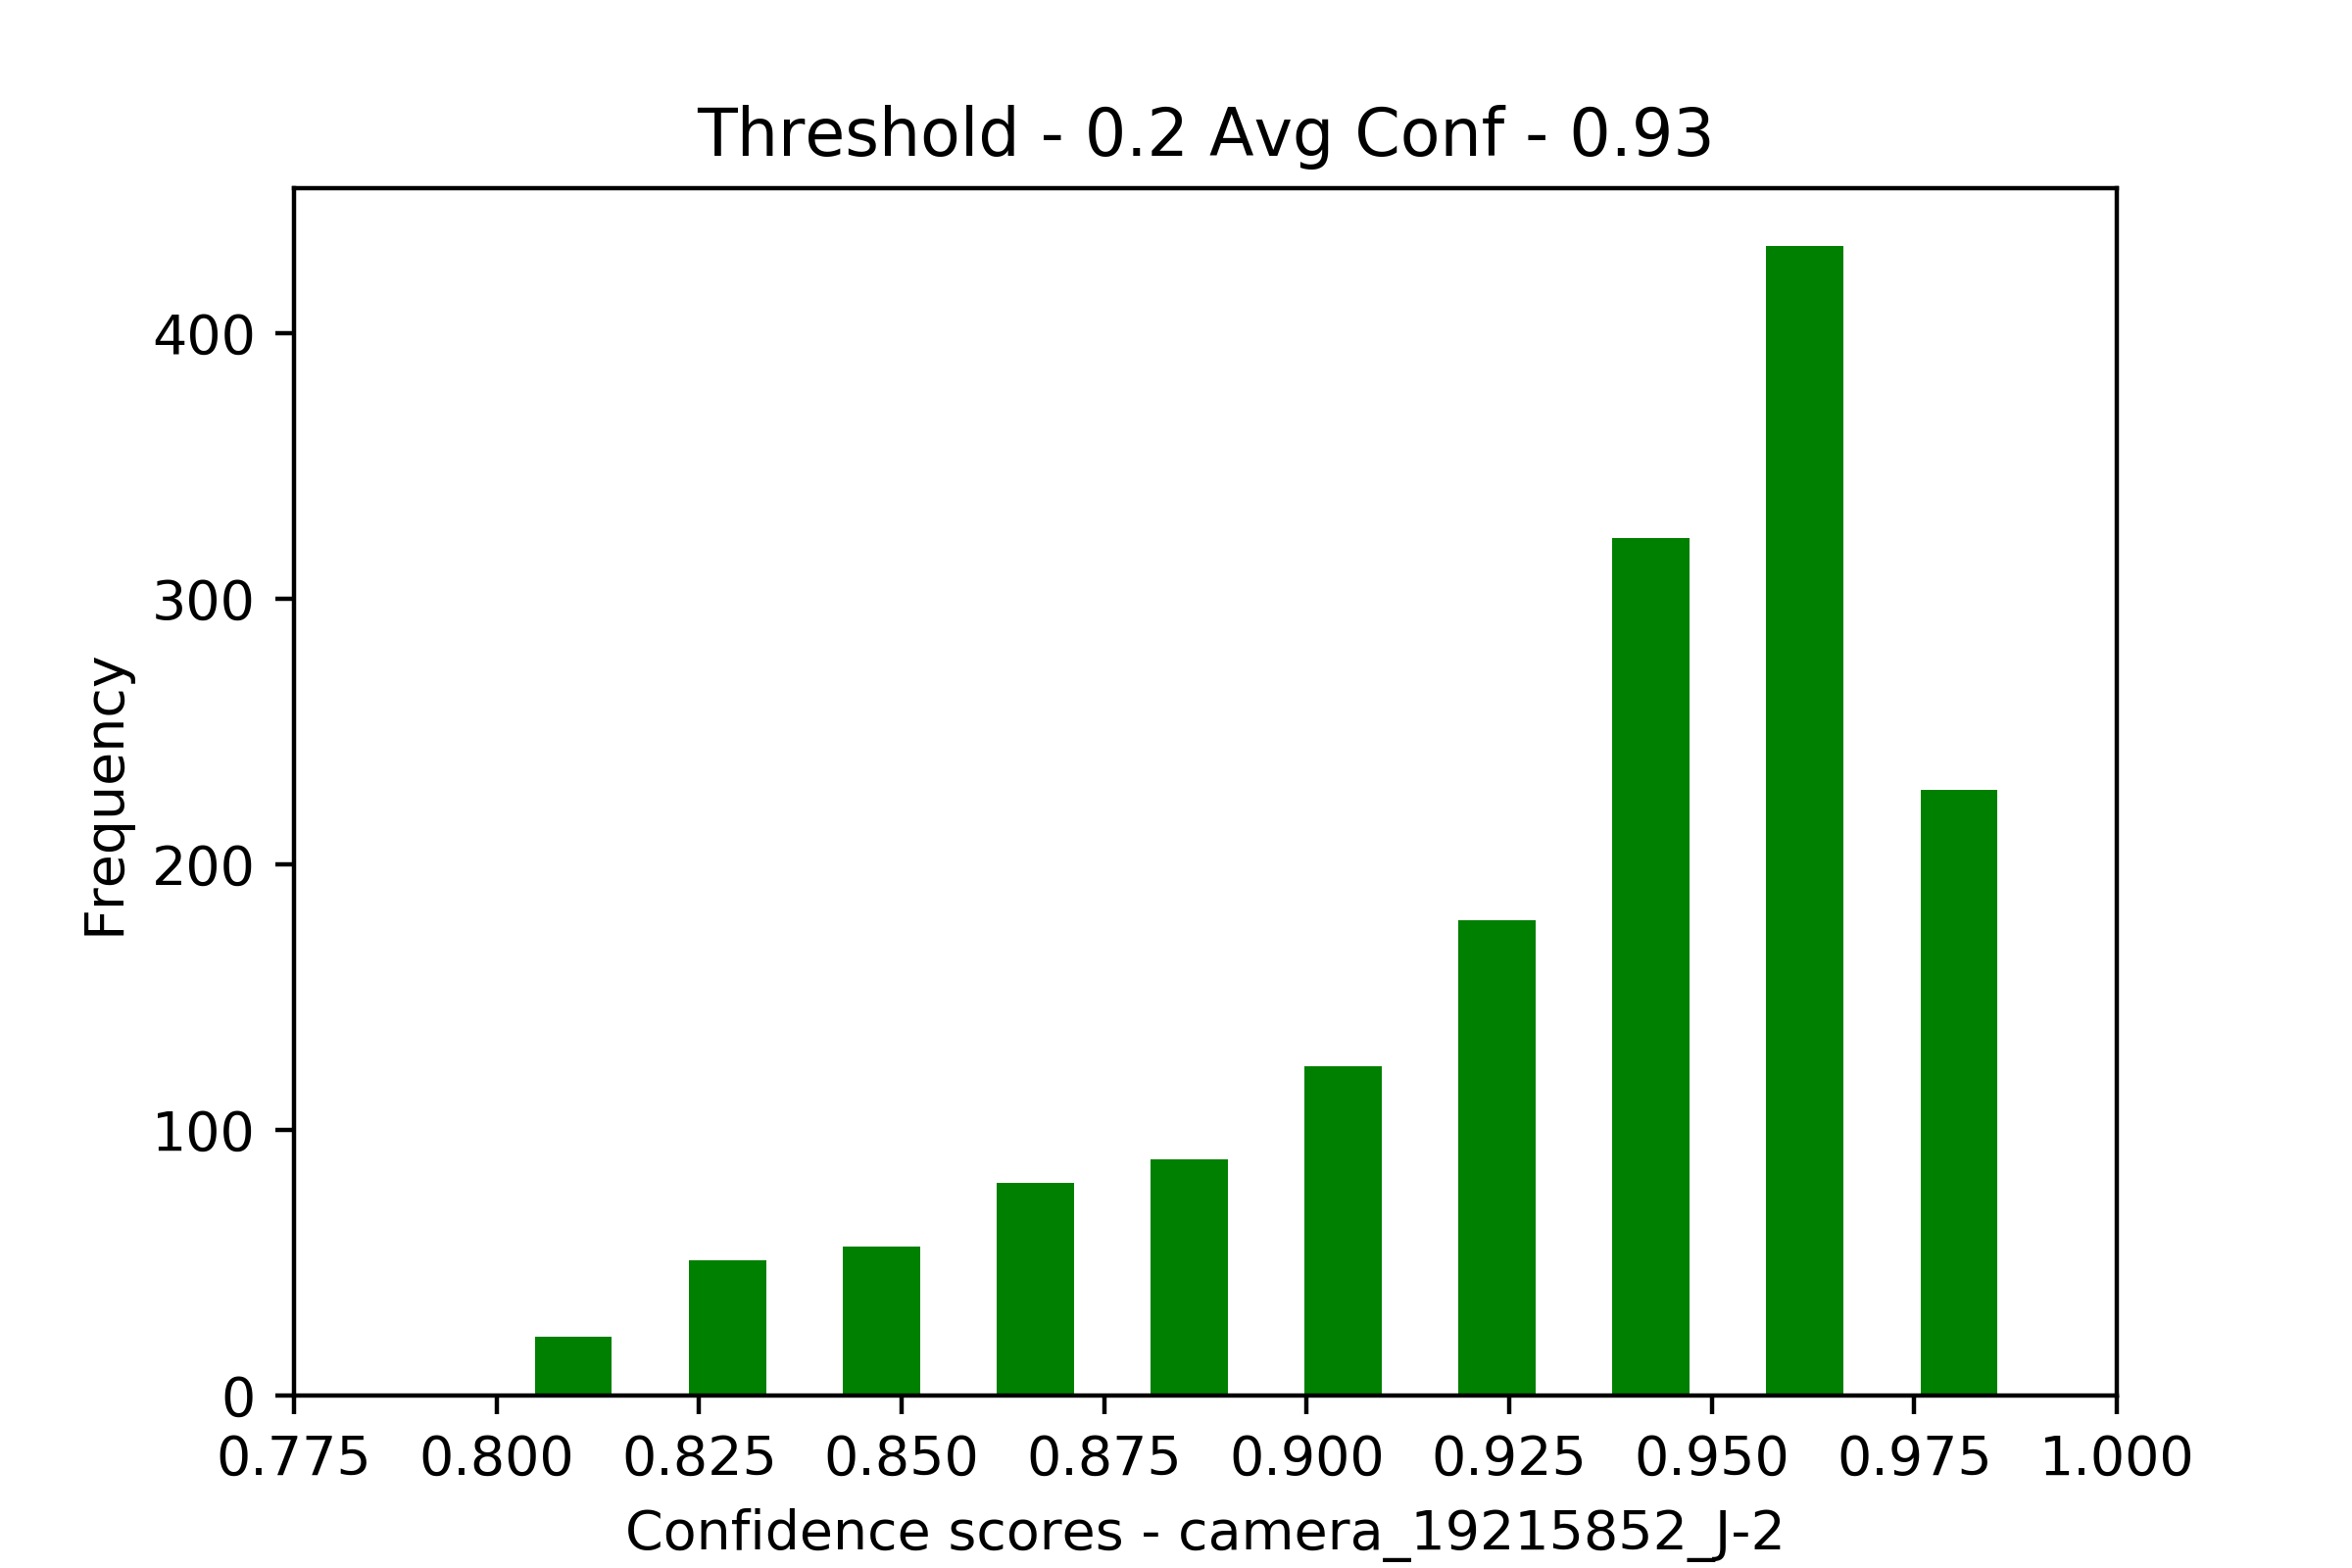 Threshold - 0.2 Avg Conf - 0.93
400
300
200
100
0
Frequency
0.775 0.800 0.825 0.850 0.875 0.900 0.925 0.950 0.975 1.000
Confidence scores - camera_19215852_J-2